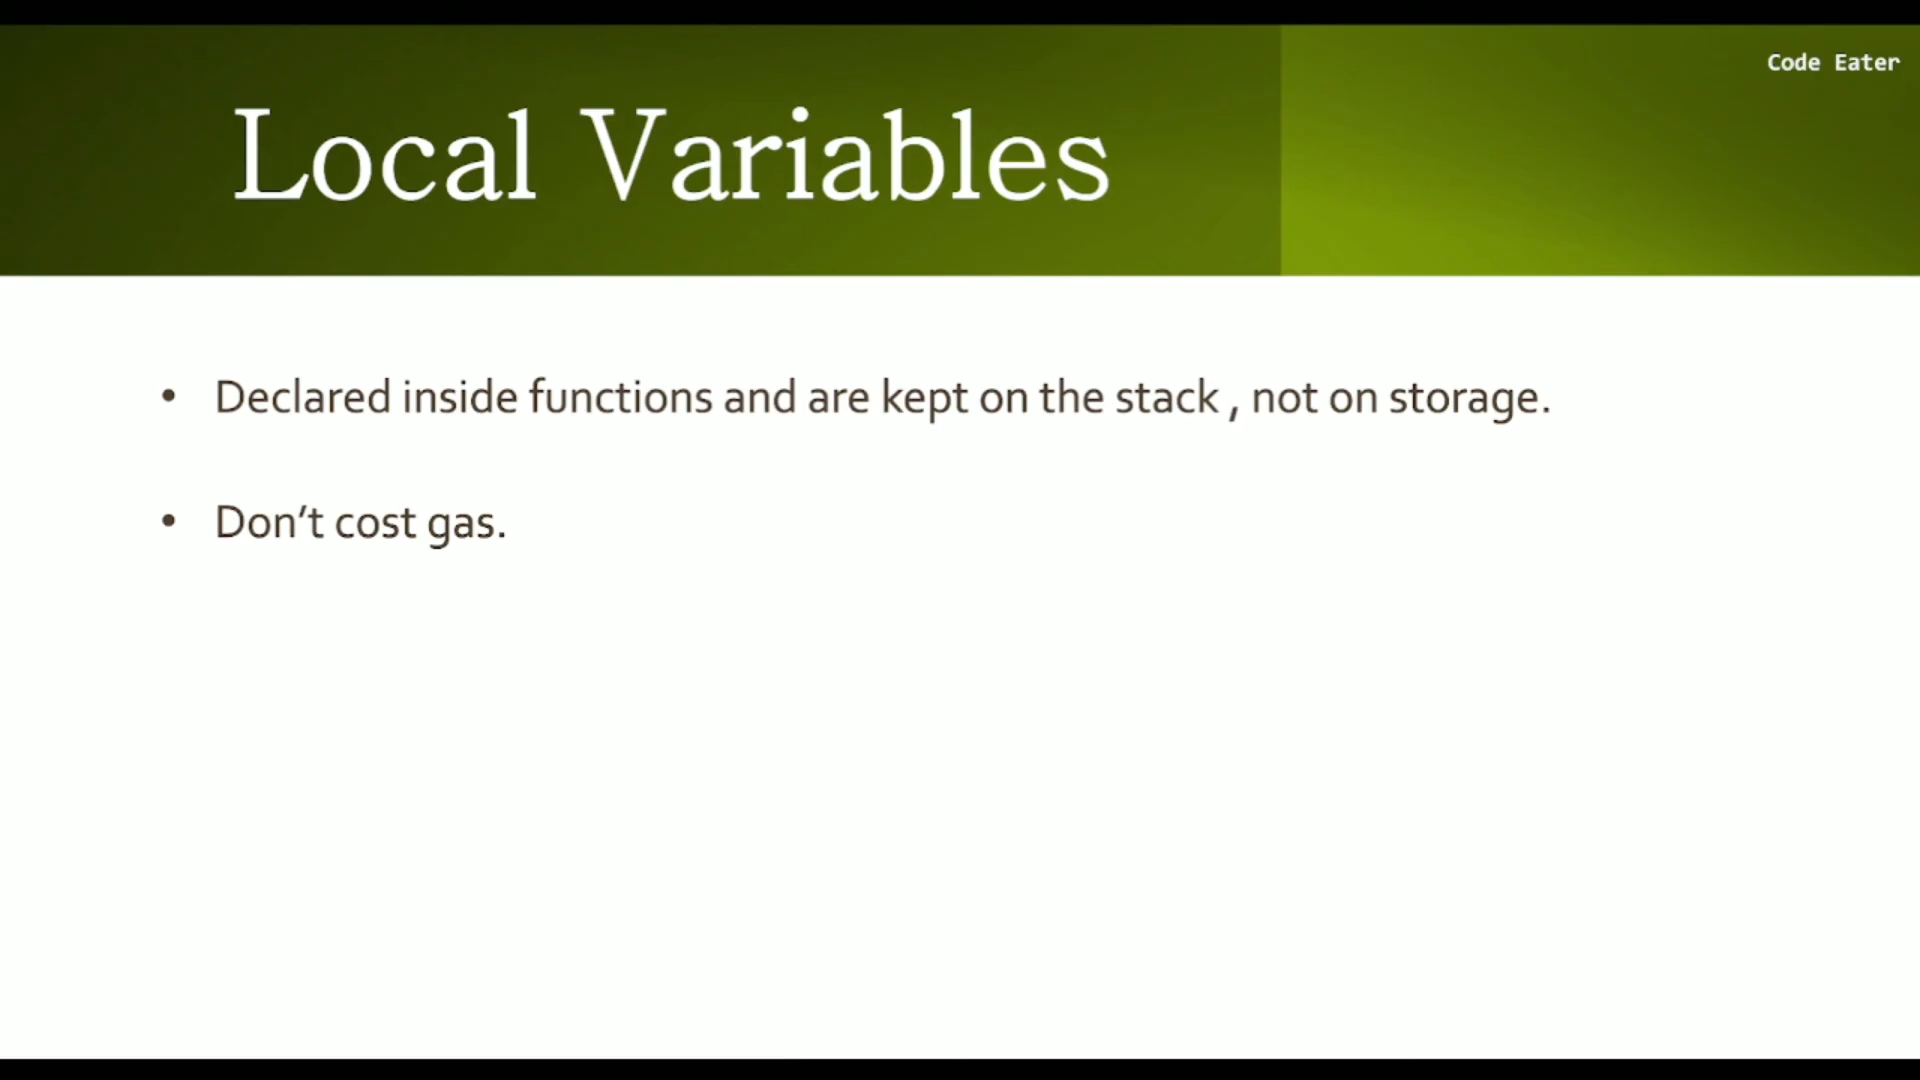 Code Eater
Local Variables
• Declared inside functions and are kept on the stack , not on storage.
• Don’t cost gas.